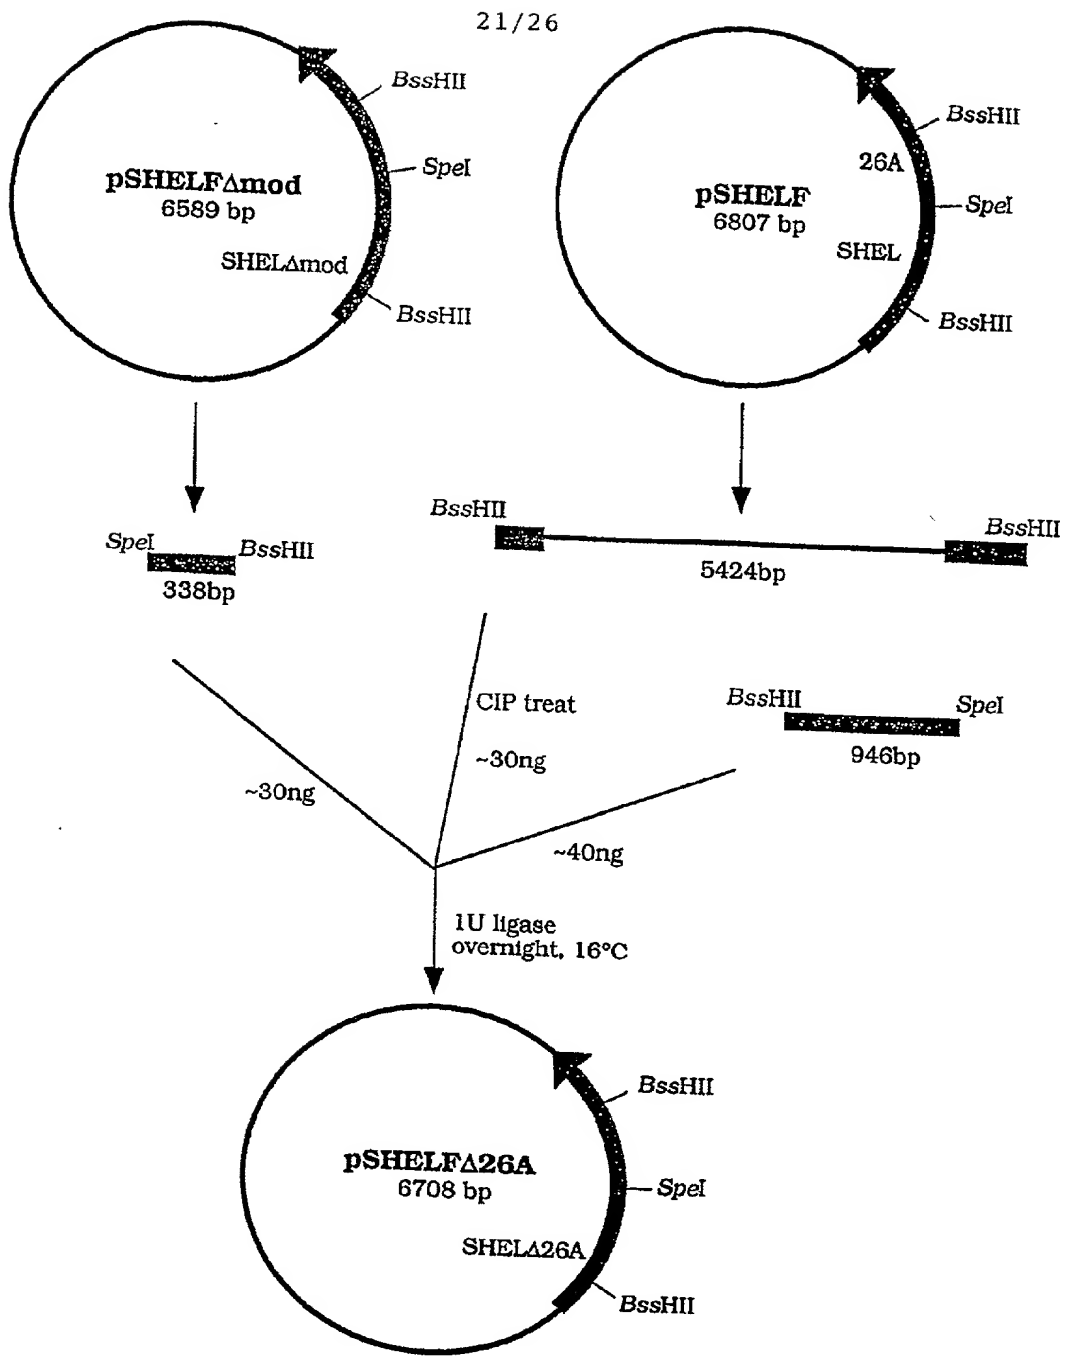 21/26
BssHII
SpeI
pSHELFΔmod
6589 bp
SHELΔmod
BssHII
BssHII
26A
pSHELF
6807 bp
SpeI
SHEL
BssHII
SpeI
BssHII
338bp
BssHII
BssHII
5424bp
CIP treat
~30ng
BssHII
SpeI
946bp
~30ng
~40ng
1U ligase
overnight, 16°C
BssHII
pSHELFΔ26A
6708 bp
SpeI
SHELΔ26A
BssHII